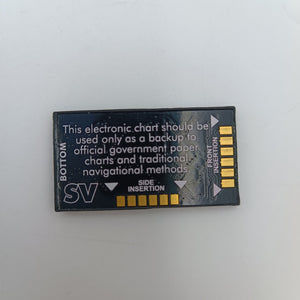 This electronic chart should be
used only as a backup to
official government paper
charts and traditional
navigational methods.
BOTTOM
SV
SIDE
INSERTION
FRONT
INSERTION